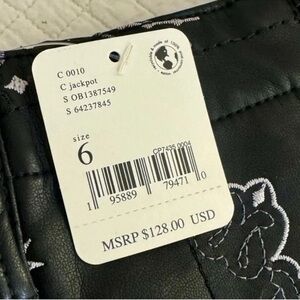 C 0010
C jackpot
S OB1387549
S 64237845
size
6
CP7435 0004
1 95889 79471 0
MSRP $128.00 USD